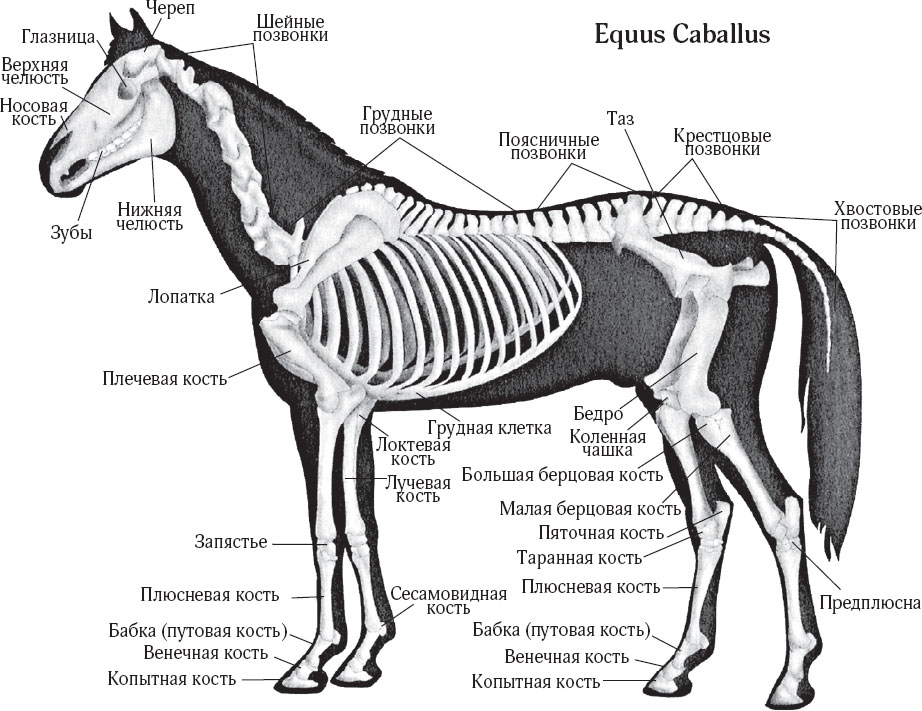 Equus Caballus
Череп
Шейные
позвонки
Глазница
Верхняя
челюсть
Носовая
кость
Зубы
Нижняя
челюсть
Грудные
позвонки
Поясничные
позвонки
Таз
Крестцовые
позвонки
Хвостовые
позвонки
Лопатка
Плечевая кость
Грудная клетка
Локтевая
кость
Лучевая
кость
Бедро
Коленная
чашка
Большая берцовая кость
Малая берцовая кость
Пяточная кость
Таранная кость
Запястье
Плюсневая кость
Сесамовидная
кость
Плюсневая кость
Предплюсна
Бабка (путовая кость)
Венечная кость
Копытная кость
Бабка (путовая кость)
Венечная кость
Копытная кость